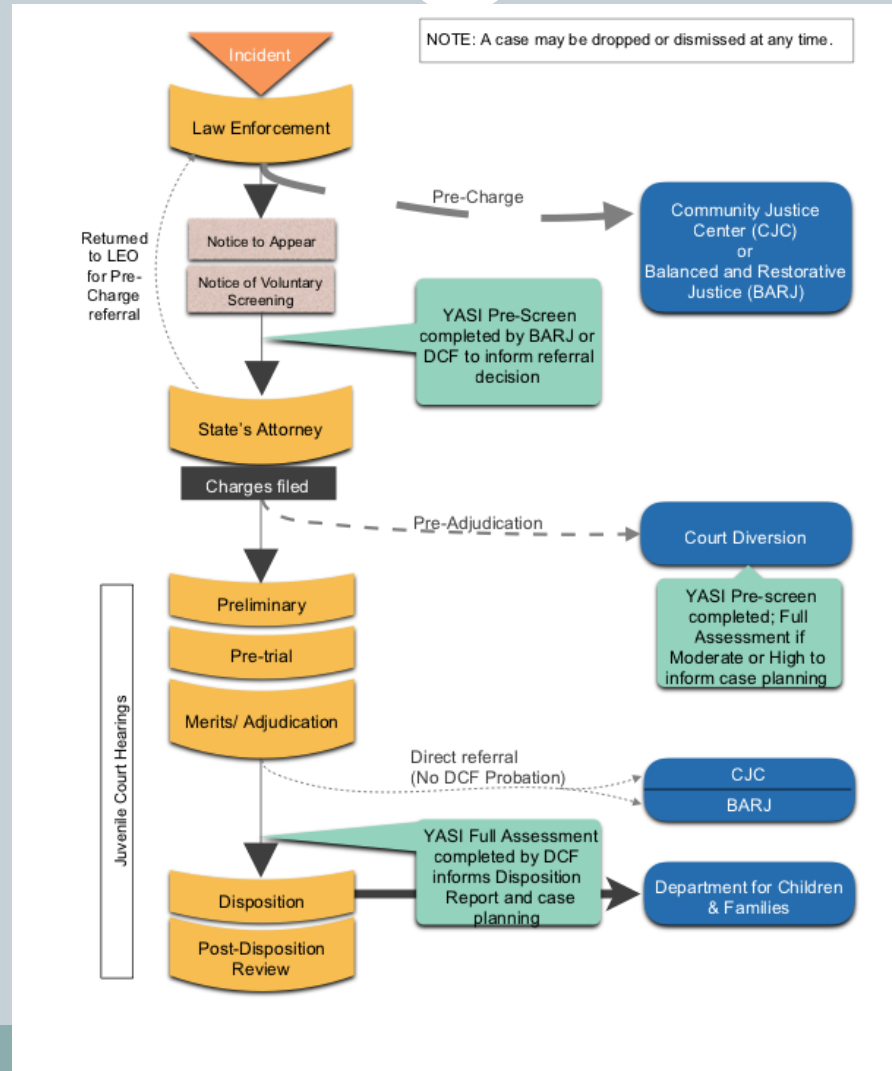 Incident
NOTE: A case may be dropped or dismissed at any time.
Law Enforcement
Pre-Charge
Community Justice
Center (CJC)
or
Balanced and Restorative
Justice (BARJ)
Returned
to LEO
for Pre-
Charge
referral
Notice to Appear
Notice of Voluntary
Screening
YASI Pre-Screen
completed by BARJ or
DCF to inform referral
decision
State's Attorney
Charges filed
Pre-Adjudication
Court Diversion
YASI Pre-screen
completed; Full
Assessment if
Moderate or High to
inform case planning
Juvenile Court Hearings
Preliminary
Pre-trial
Merits/ Adjudication
Direct referral
(No DCF Probation)
CJC
BARJ
YASI Full Assessment
completed by DCF
informs Disposition
Report and case
planning
Disposition
Department for Children
& Families
Post-Disposition
Review